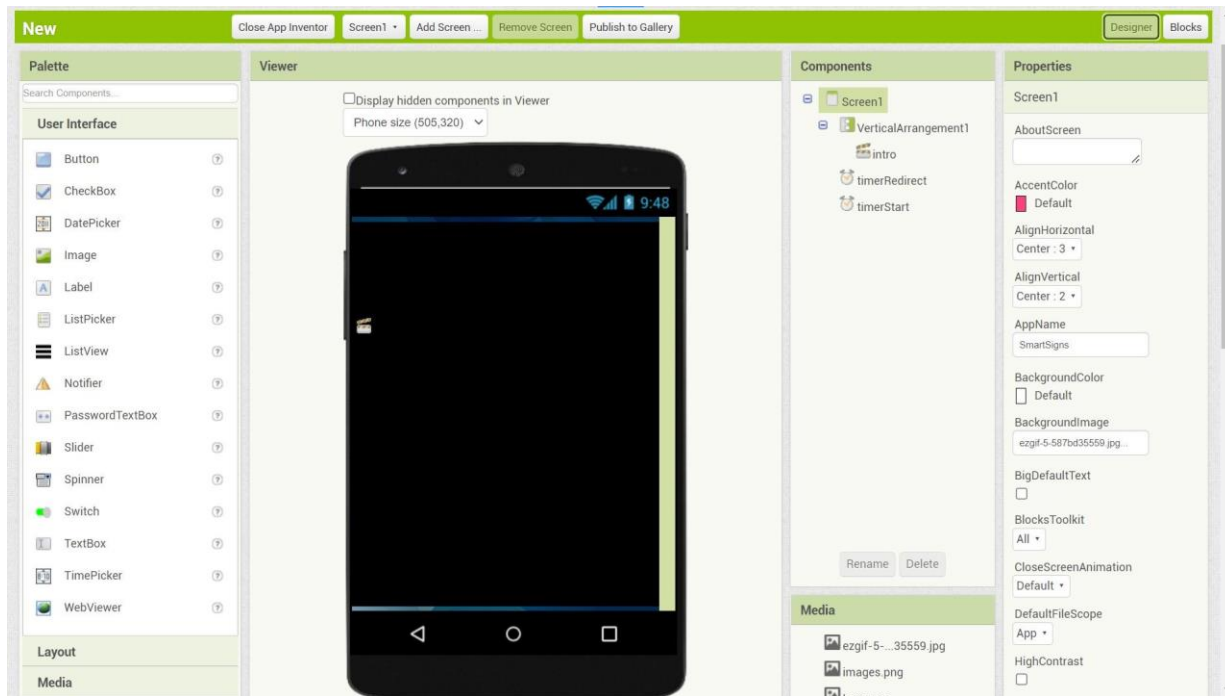 New
Close App Inventor
Screen1
Add Screen ...
Remove Screen
Publish to Gallery
Designer
Blocks
Palette
Search Components...
User Interface
Button
CheckBox
DatePicker
Image
Label
ListPicker
ListView
Notifier
PasswordTextBox
Slider
Spinner
Switch
TextBox
TimePicker
WebViewer
Layout
Media
Viewer
Display hidden components in Viewer
Phone size (505,320)
9:48
Components
Screen1
VerticalArrangement1
intro
timerRedirect
timerStart
Rename
Delete
Media
ezgif-5-...35559.jpg
images.png
Properties
Screen1
AboutScreen
AccentColor
Default
AlignHorizontal
Center : 3
AlignVertical
Center : 2
AppName
SmartSigns
BackgroundColor
Default
BackgroundImage
ezgif-5-587bd35559.jpg...
BigDefaultText
BlocksToolkit
All
CloseScreenAnimation
Default
DefaultFileScope
App
HighContrast